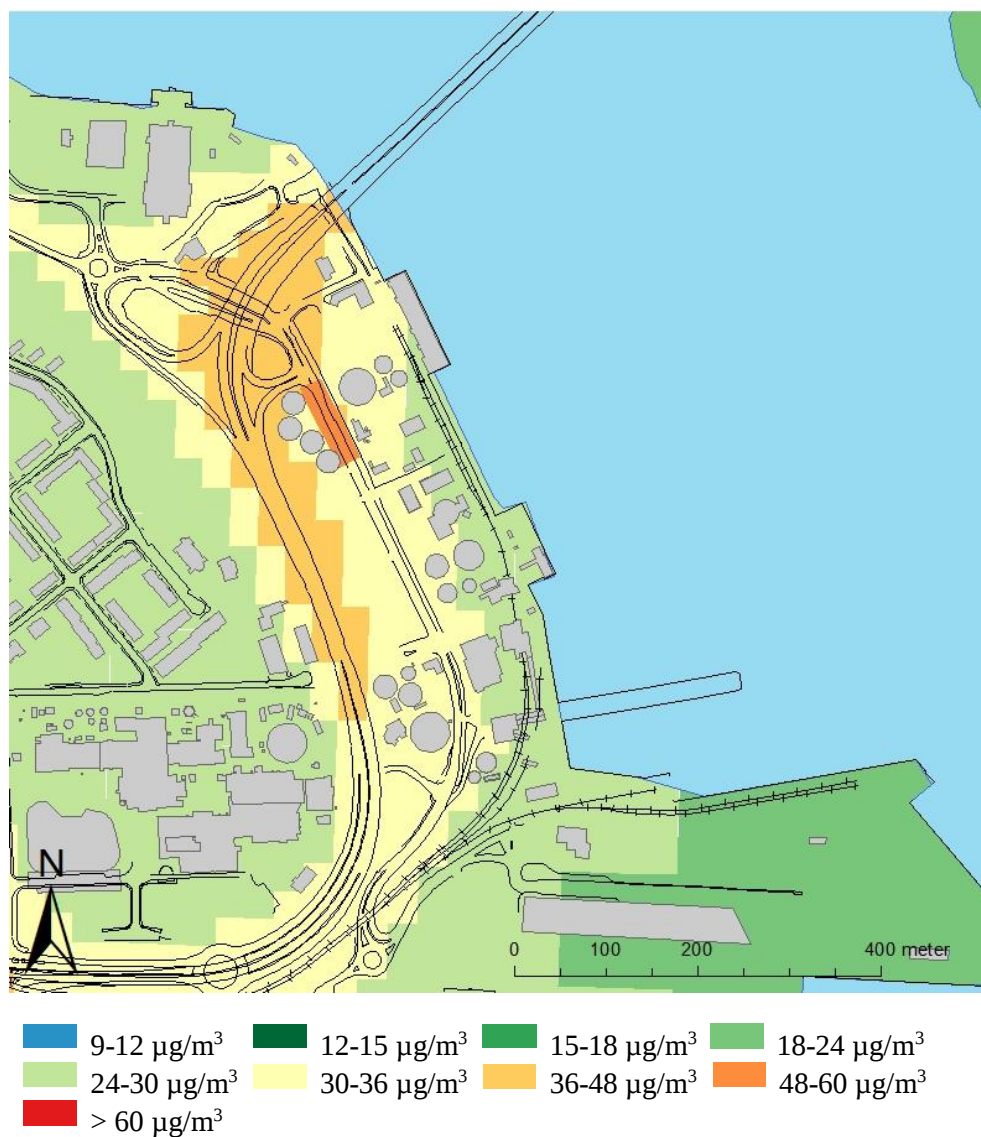 N
0 100 200 400 meter
9-12 µg/m³ 12-15 µg/m³ 15-18 µg/m³ 18-24 µg/m³
24-30 µg/m³ 30-36 µg/m³ 36-48 µg/m³ 48-60 µg/m³
> 60 µg/m³